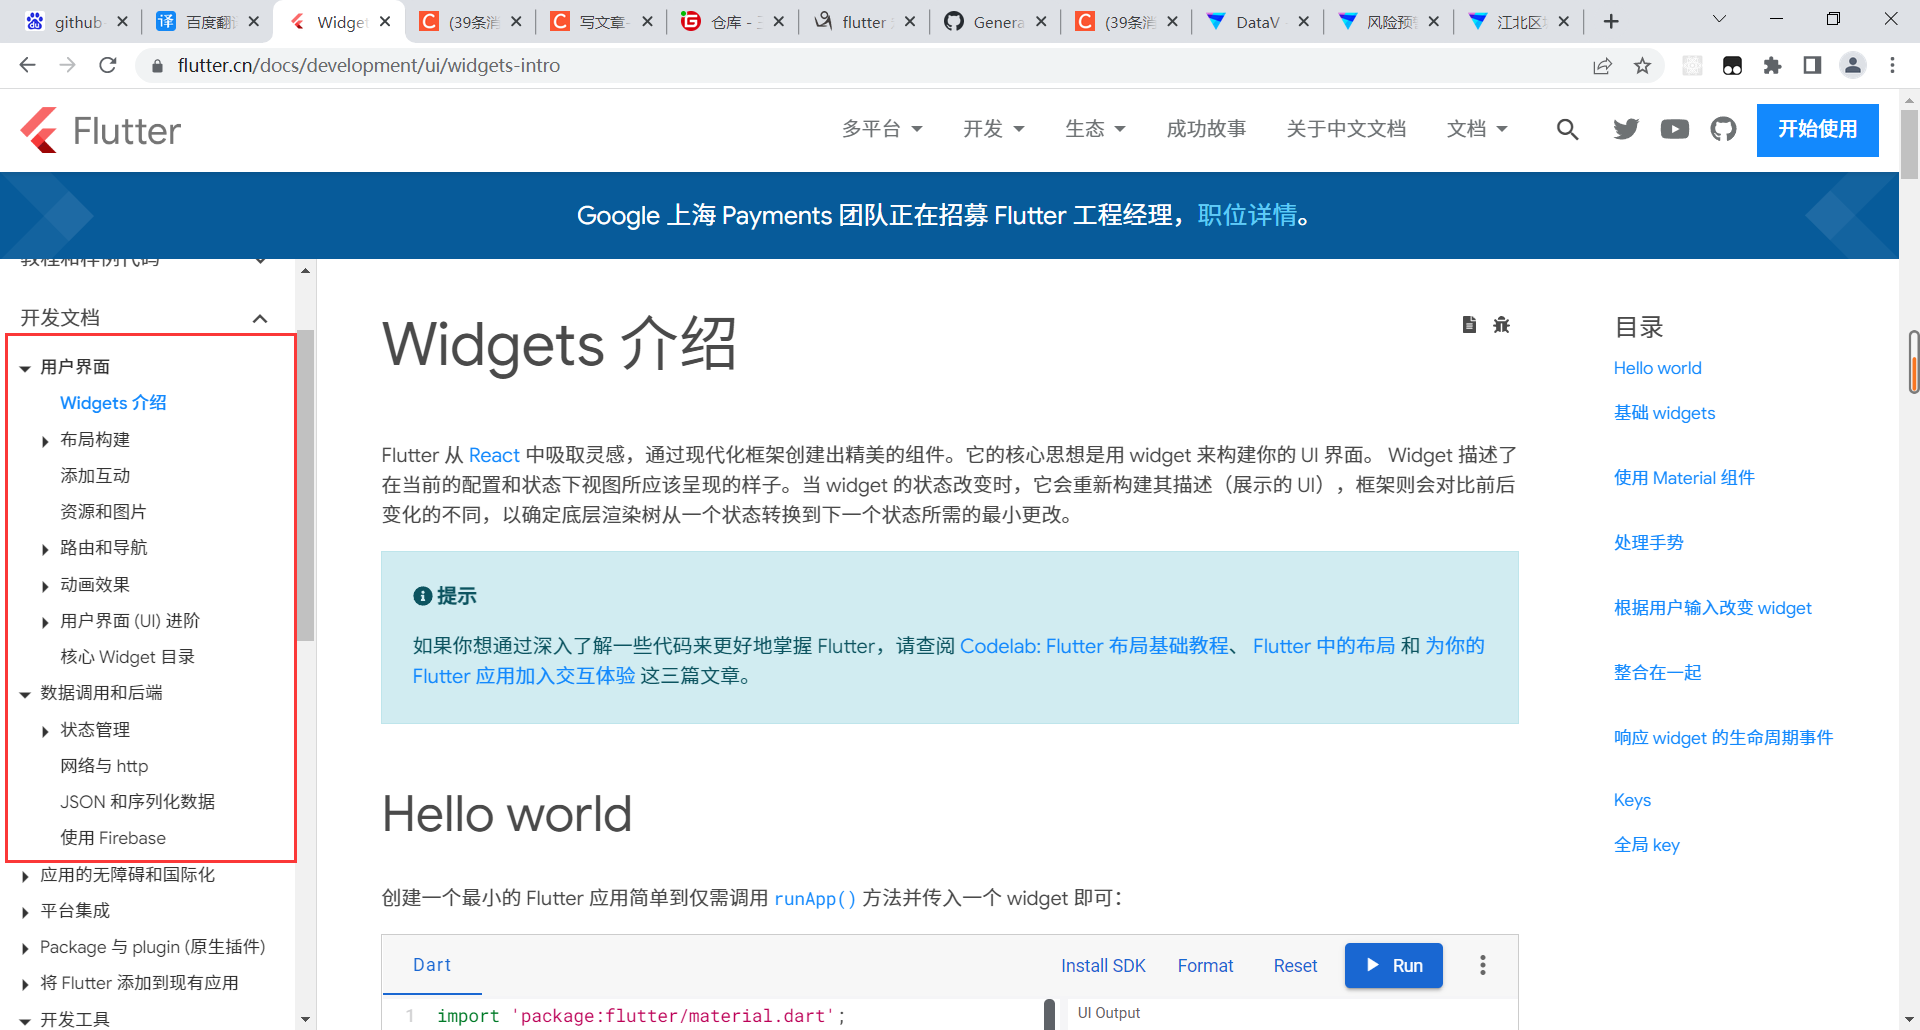 github
百度翻
Widget
(39条消
写文章-
仓库 -
flutter
Genera
(39条消
DataV
风险预
江北区
flutter.cn/docs/development/ui/widgets-intro
Flutter
多平台
开发
生态
成功故事
关于中文文档
文档
开始使用
Google 上海 Payments 团队正在招募 Flutter 工程经理，职位详情。
教程和样例代码
开发文档
用户界面
Widgets 介绍
布局构建
添加互动
资源和图片
路由和导航
动画效果
用户界面 (UI) 进阶
核心 Widget 目录
数据调用和后端
状态管理
网络与 http
JSON 和序列化数据
使用 Firebase
应用的无障碍和国际化
平台集成
Package 与 plugin (原生插件)
将 Flutter 添加到现有应用
开发工具
Widgets 介绍
Flutter 从 React 中吸取灵感，通过现代化框架创建出精美的组件。它的核心思想是用 widget 来构建你的 UI 界面。 Widget 描述了
在当前的配置和状态下视图所应该呈现的样子。当 widget 的状态改变时，它会重新构建其描述（展示的 UI），框架则会对比前后
变化的不同，以确定底层渲染树从一个状态转换到下一个状态所需的最小更改。
提示
如果你想通过深入了解一些代码来更好地掌握 Flutter，请查阅 Codelab: Flutter 布局基础教程、 Flutter 中的布局 和 为你的
Flutter 应用加入交互体验 这三篇文章。
Hello world
创建一个最小的 Flutter 应用简单到仅需调用 runApp() 方法并传入一个 widget 即可：
Dart
Install SDK
Format
Reset
Run
1 import 'package:flutter/material.dart';
UI Output
目录
Hello world
基础 widgets
使用 Material 组件
处理手势
根据用户输入改变 widget
整合在一起
响应 widget 的生命周期事件
Keys
全局 key